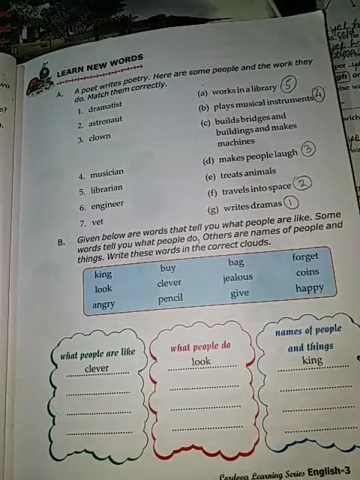 LEARN NEW WORDS
A. A poet writes poetry. Here are some people and the work they
do. Match them correctly.
1. dramatist
2. astronaut
3. clown
4. musician
5. librarian
6. engineer
7. vet
(a) works in a library 5
(b) plays musical instruments 4
(c) builds bridges and
buildings and makes
machines
(d) makes people laugh 3
(e) treats animals
(f) travels into space 2
(g) writes dramas 1
B. Given below are words that tell you what people are like. Some
words tell you what people do, Others are names of people and
things. Write these words in the correct clouds.
king buy bag forget
look clever jealous coins
angry pencil give happy
what people are like
clever
what people do
look
names of people
and things
king
Cordova Learning Series English-3